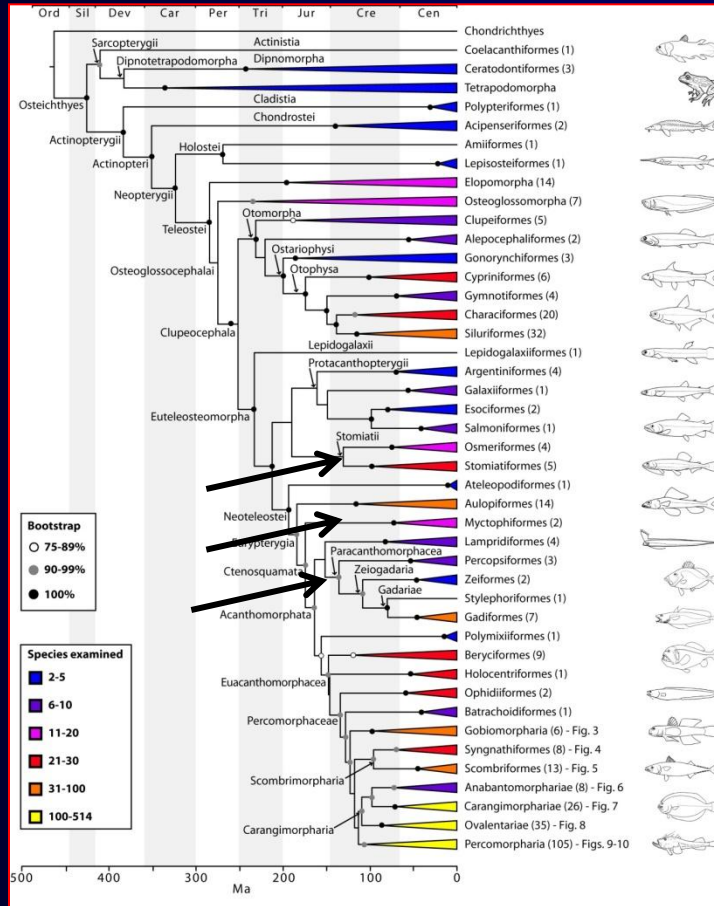 Ord Sil Dev Car Per Tri Jur Cre Cen
Chondrichthyes
Sarcopterygii
Actinistia
Coelacanthiformes (1)
Dipnotetrapodomorpha
Dipnomorpha
Ceratodontiformes (3)
Tetrapodomorpha
Osteichthyes
Cladistia
Polypteriformes (1)
Chondrostei
Acipenseriformes (2)
Actinopterygii
Amiiformes (1)
Holostei
Actinopteri
Lepisosteiformes (1)
Elopomorpha (14)
Neopterygii
Osteoglossomorpha (7)
Otomorpha
Clupeiformes (5)
Teleostei
Alepocephaliformes (2)
Ostariophysi
Gonorynchiformes (3)
Osteoglossocephalai
Otophysa
Cypriniformes (6)
Gymnotiformes (4)
Characiformes (20)
Clupeocephala
Siluriformes (32)
Lepidogalaxii
Lepidogalaxiiformes (1)
Protacanthopterygii
Argentiniformes (4)
Galaxiiformes (1)
Euteleosteomorpha
Esociformes (2)
Salmoniformes (1)
Stomiatii
Osmeriformes (4)
Stomiatiformes (5)
Ateleopodiformes (1)
Neoteleostei
Aulopiformes (14)
Myctophiformes (2)
Eurypterygia
Lampridiformes (4)
Paracanthomorphacea
Percopsiformes (3)
Ctenosquamata
Zeiogadaria
Zeiformes (2)
Gadariae
Stylephoriformes (1)
Acanthomorphata
Gadiformes (7)
Polymixiiformes (1)
Beryciformes (9)
Euacanthomorphacea
Holocentriformes (1)
Ophidiiformes (2)
Percomorphaceae
Batrachoidiformes (1)
Gobiomorpharia (6) - Fig. 3
Syngnathiformes (8) - Fig. 4
Scombrimorpharia
Scombriformes (13) - Fig. 5
Anabantomorphariae (8) - Fig. 6
Carangimorphariae (26) - Fig. 7
Carangimorpharia
Ovalentariae (35) - Fig. 8
Percomorpharia (105) - Figs. 9-10
Bootstrap
75-89%
90-99%
100%
Species examined
2-5
6-10
11-20
21-30
31-100
100-514
500 400 300 200 100 0
Ma